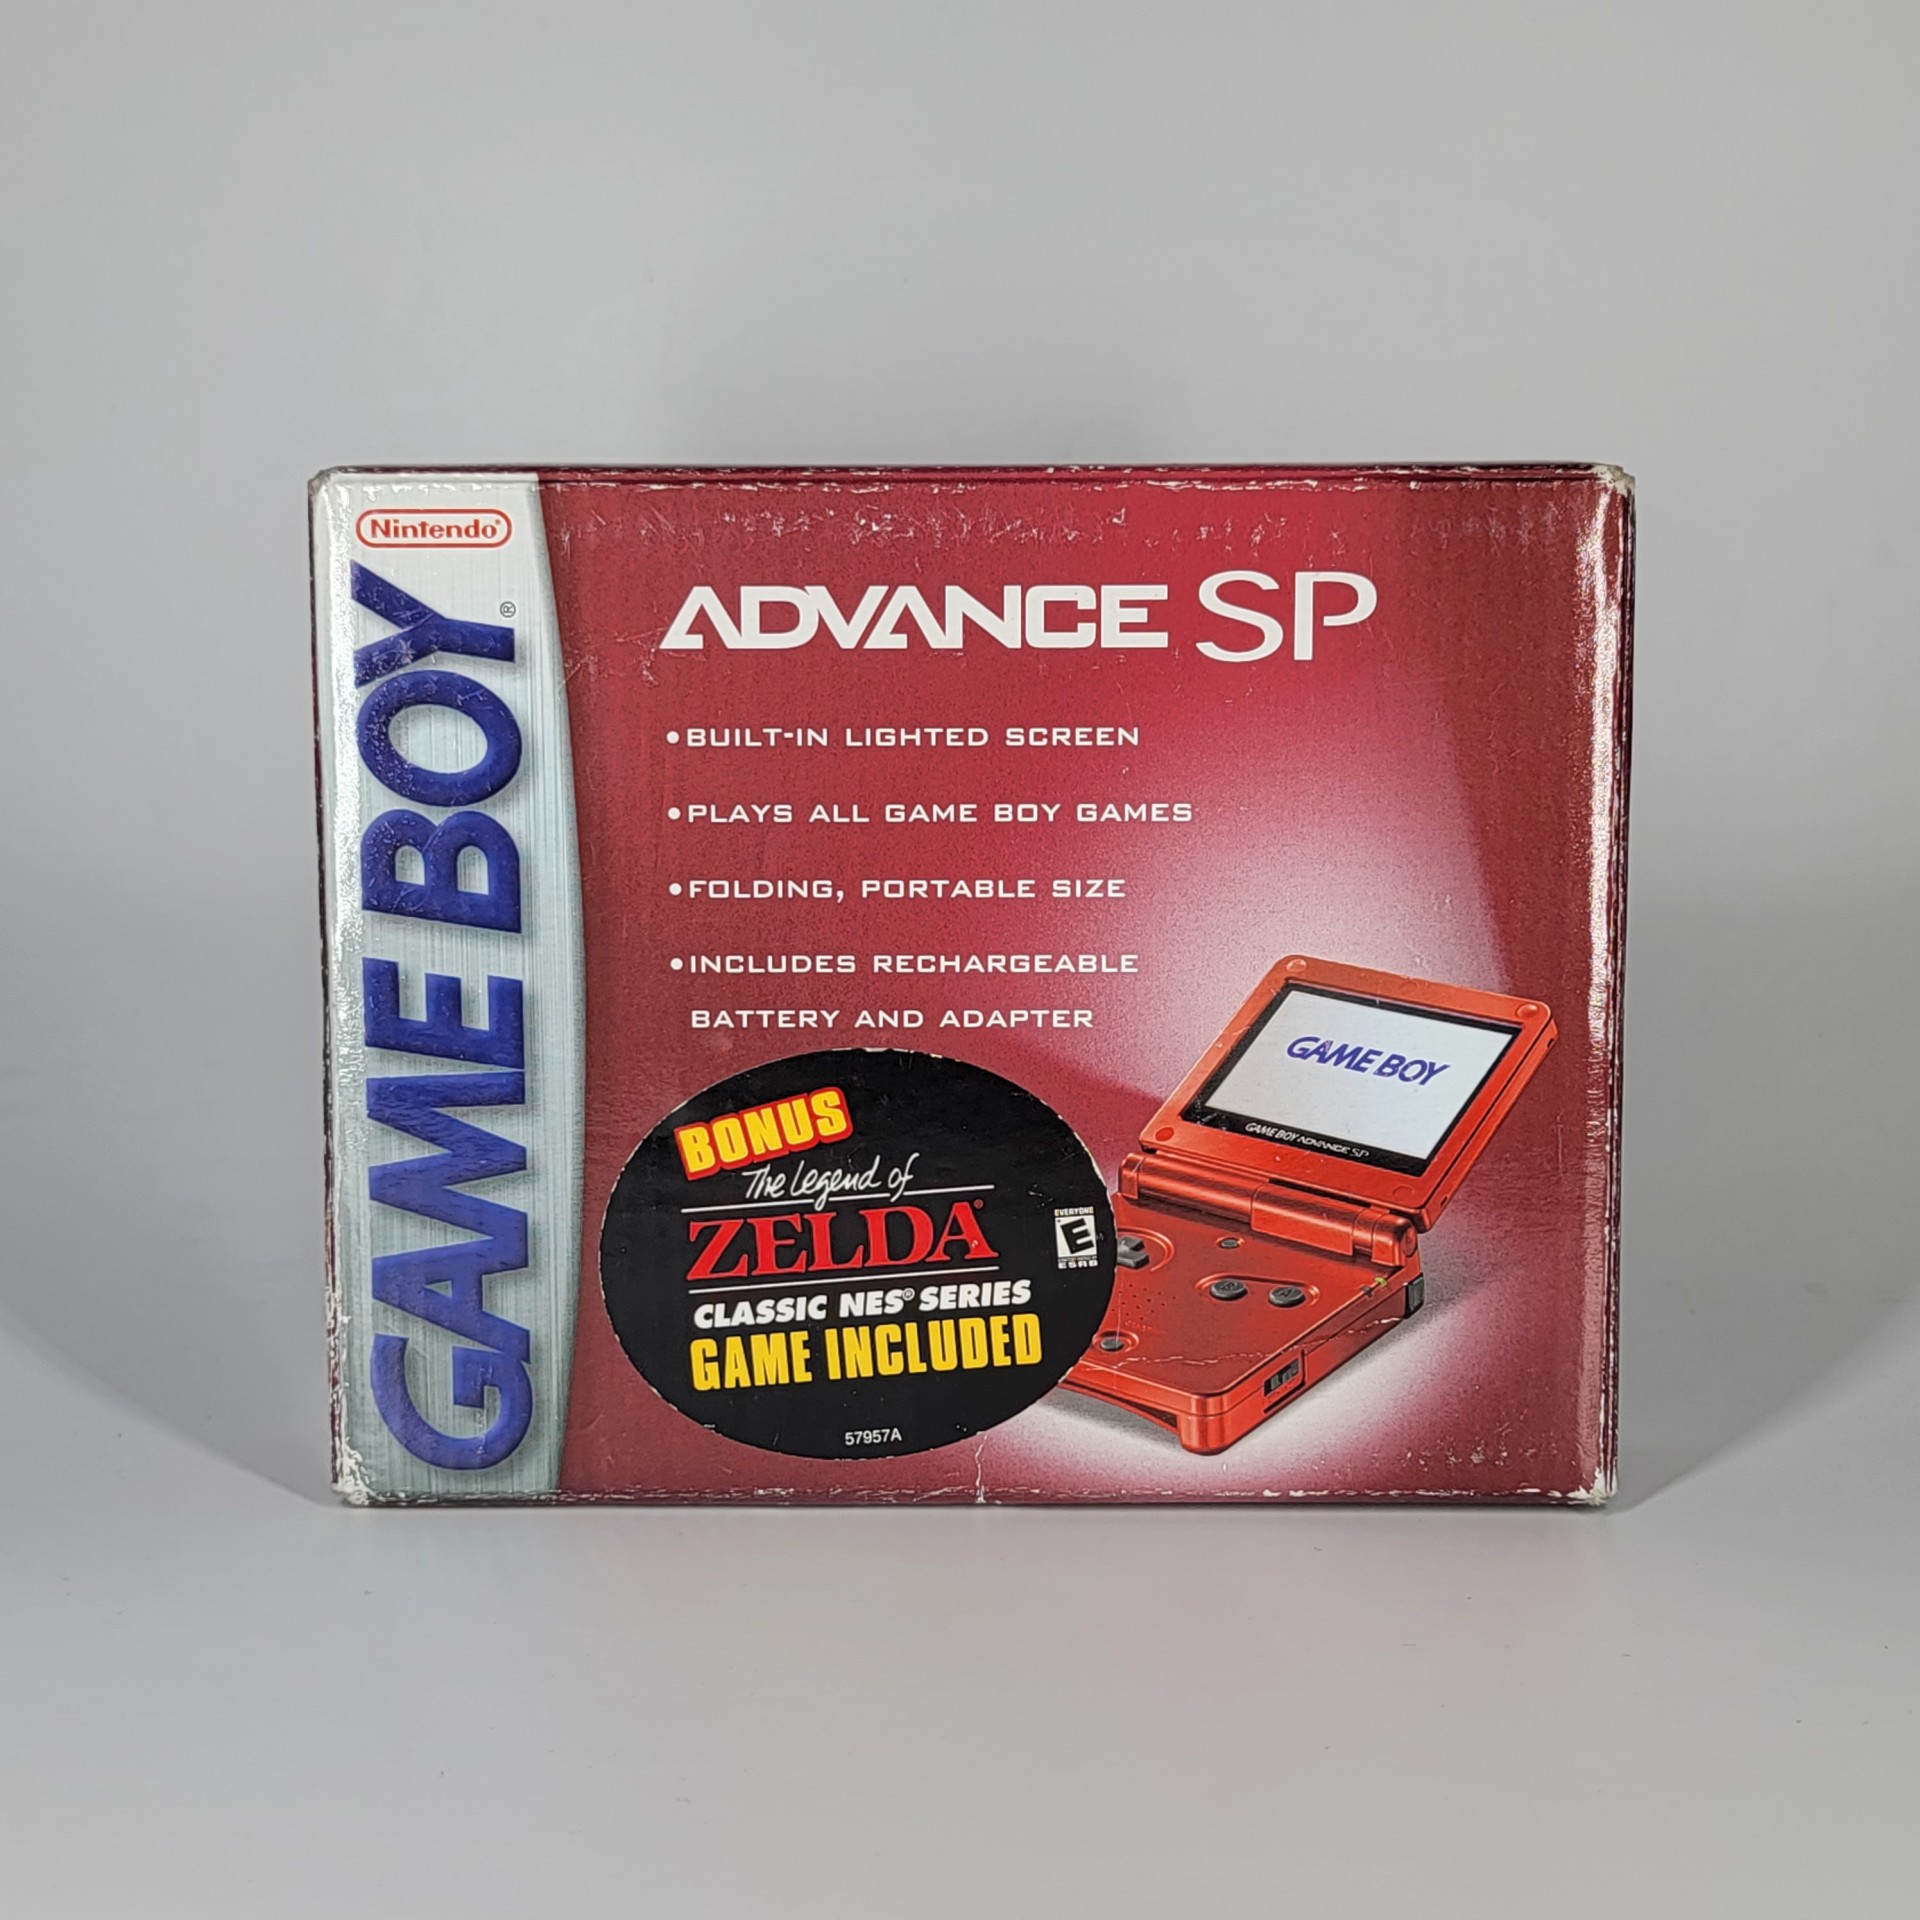 Nintendo®
GAME BOY®
ADVANCE SP
•BUILT-IN LIGHTED SCREEN
•PLAYS ALL GAME BOY GAMES
•FOLDING, PORTABLE SIZE
•INCLUDES RECHARGEABLE
BATTERY AND ADAPTER
GAME BOY
GAME BOY ADVANCE SP
BONUS
The Legend of
ZELDA®
CLASSIC NES® SERIES
GAME INCLUDED
EVERYONE
E
ESRB
57957A
B
A